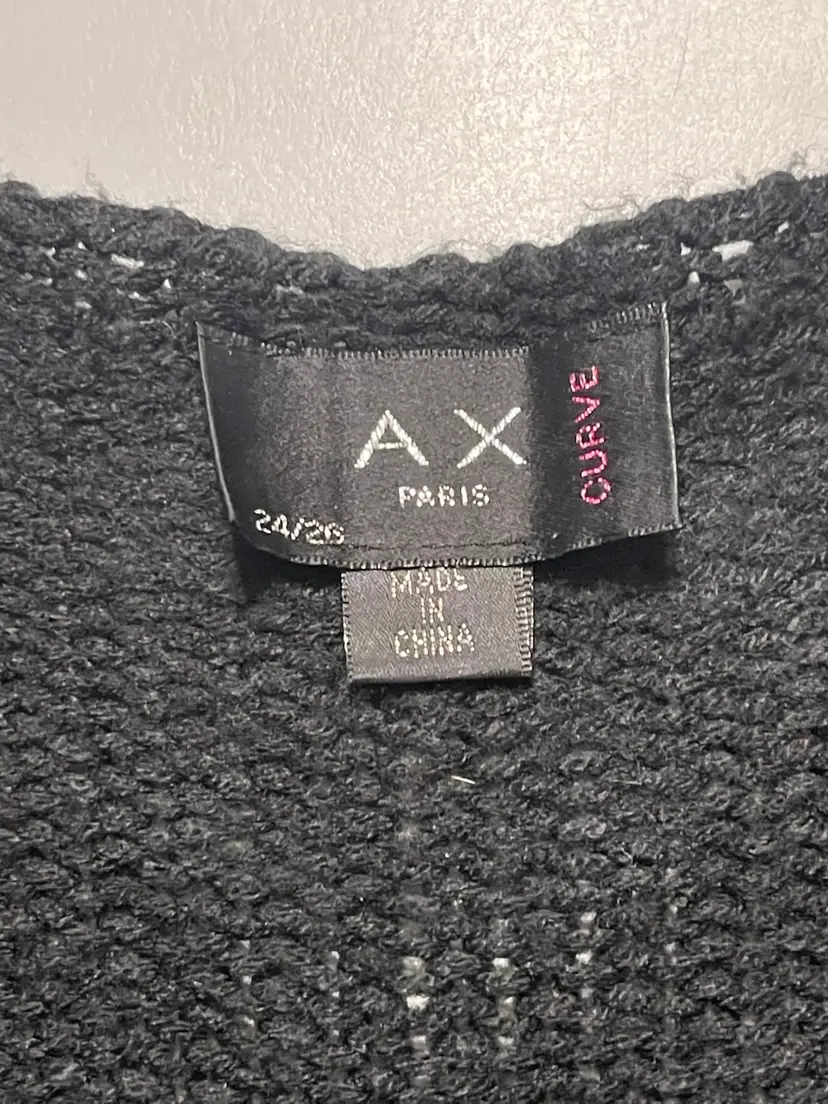 AX
PARIS
CURVE
24/26
MADE
IN
CHINA